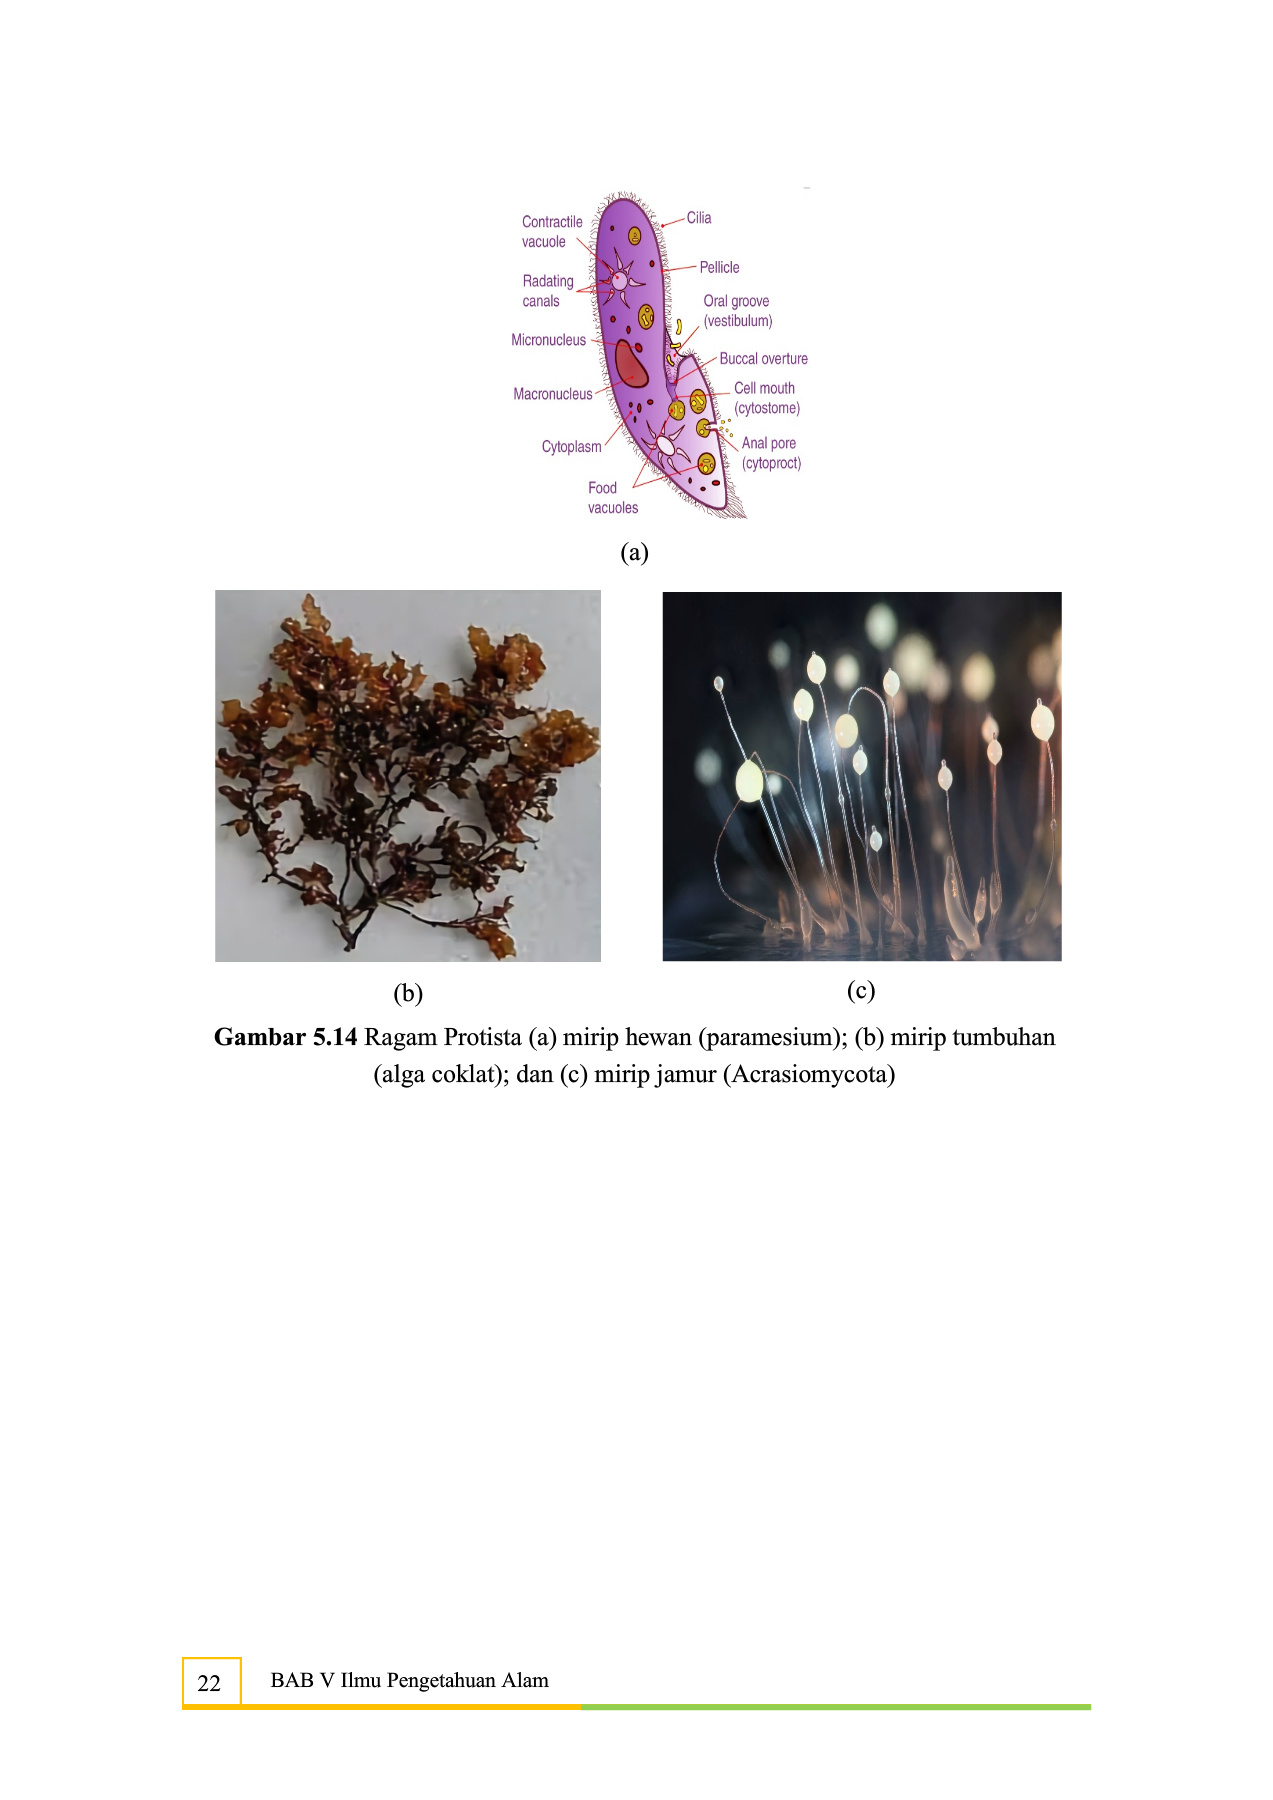 Contractile
vacuole
Radating
canals
Micronucleus
Macronucleus
Cytoplasm
Food
vacuoles
Cilia
Pellicle
Oral groove
(vestibulum)
Buccal overture
Cell mouth
(cytostome)
Anal pore
(cytoproct)
(a)
(b)
(c)
Gambar 5.14 Ragam Protista (a) mirip hewan (paramesium); (b) mirip tumbuhan
(alga coklat); dan (c) mirip jamur (Acrasiomycota)
22
BAB V Ilmu Pengetahuan Alam